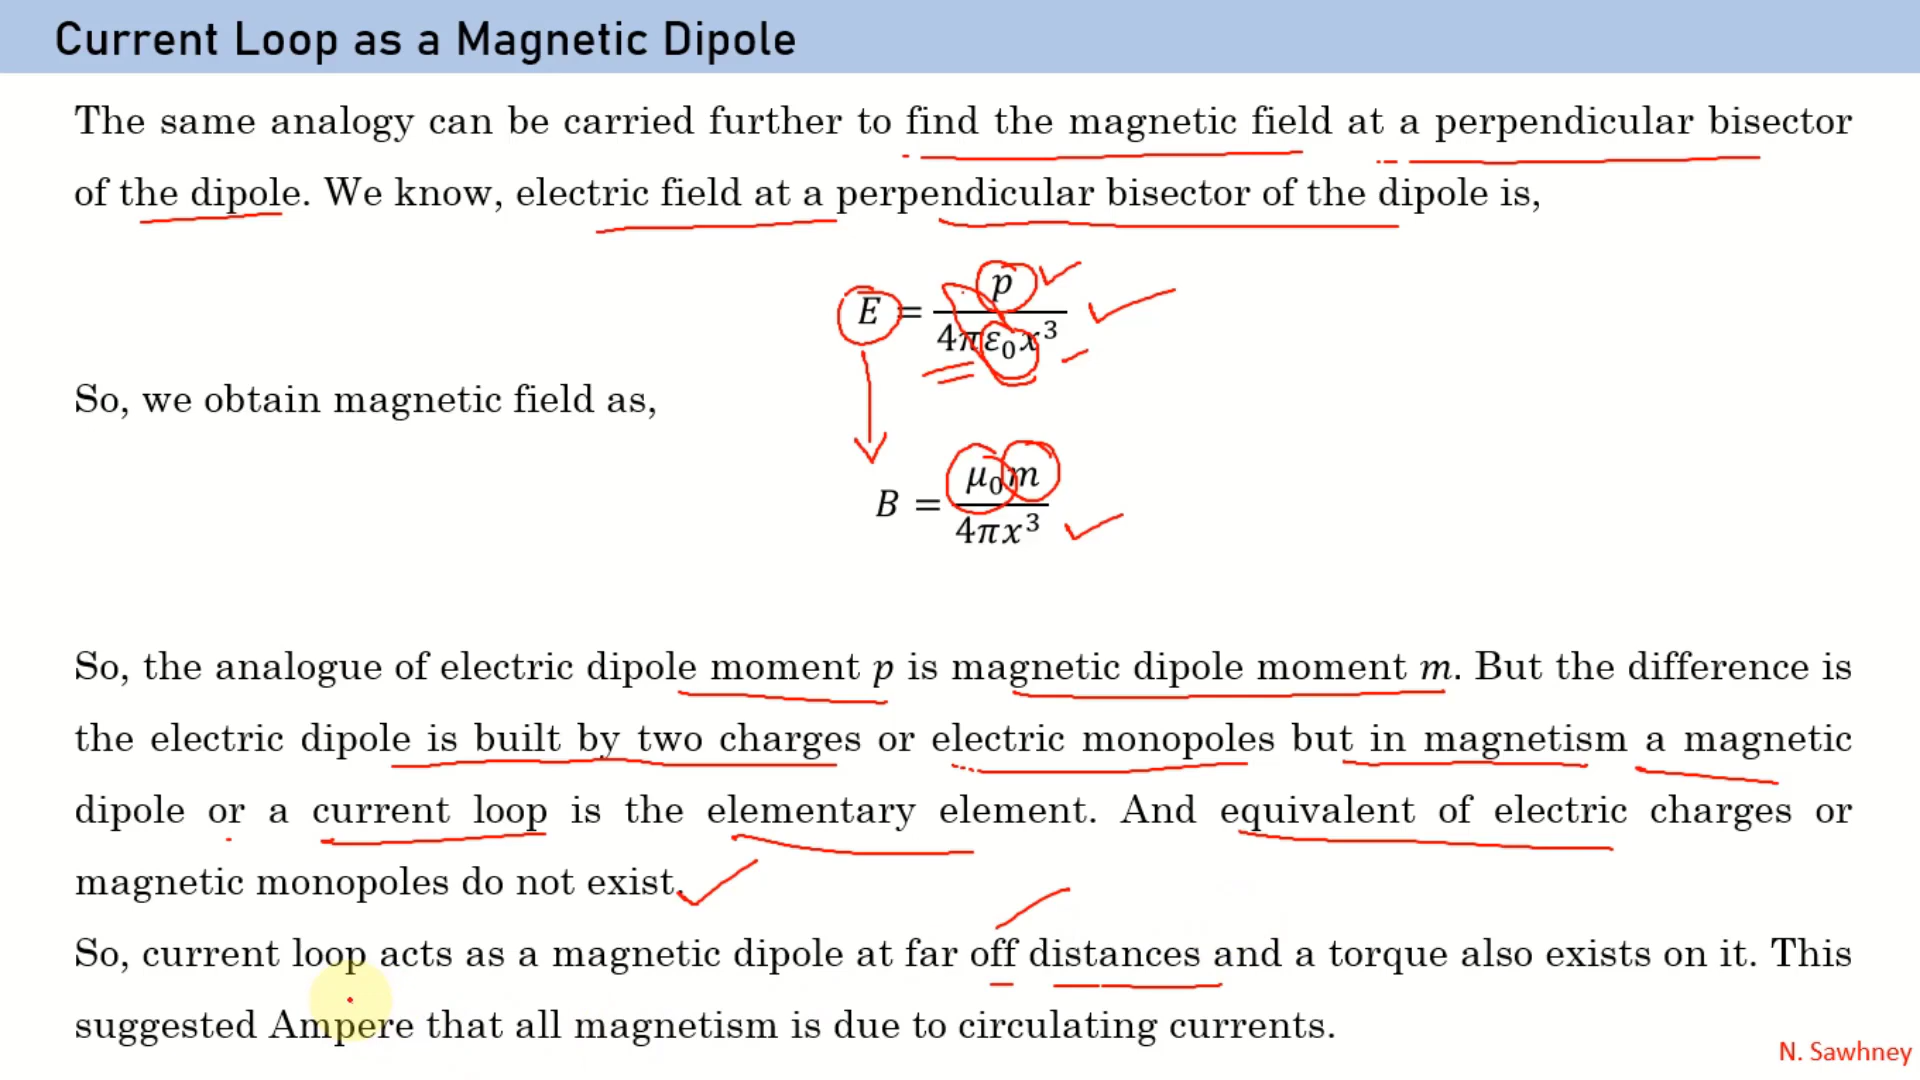 Current Loop as a Magnetic Dipole
The same analogy can be carried further to find the magnetic field at a perpendicular bisector
of the dipole. We know, electric field at a perpendicular bisector of the dipole is,
E = p / 4πε₀x³
So, we obtain magnetic field as,
B = μ₀m / 4πx³
So, the analogue of electric dipole moment p is magnetic dipole moment m. But the difference is
the electric dipole is built by two charges or electric monopoles but in magnetism a magnetic
dipole or a current loop is the elementary element. And equivalent of electric charges or
magnetic monopoles do not exist.
So, current loop acts as a magnetic dipole at far off distances and a torque also exists on it. This
suggested Ampere that all magnetism is due to circulating currents.
N. Sawhney